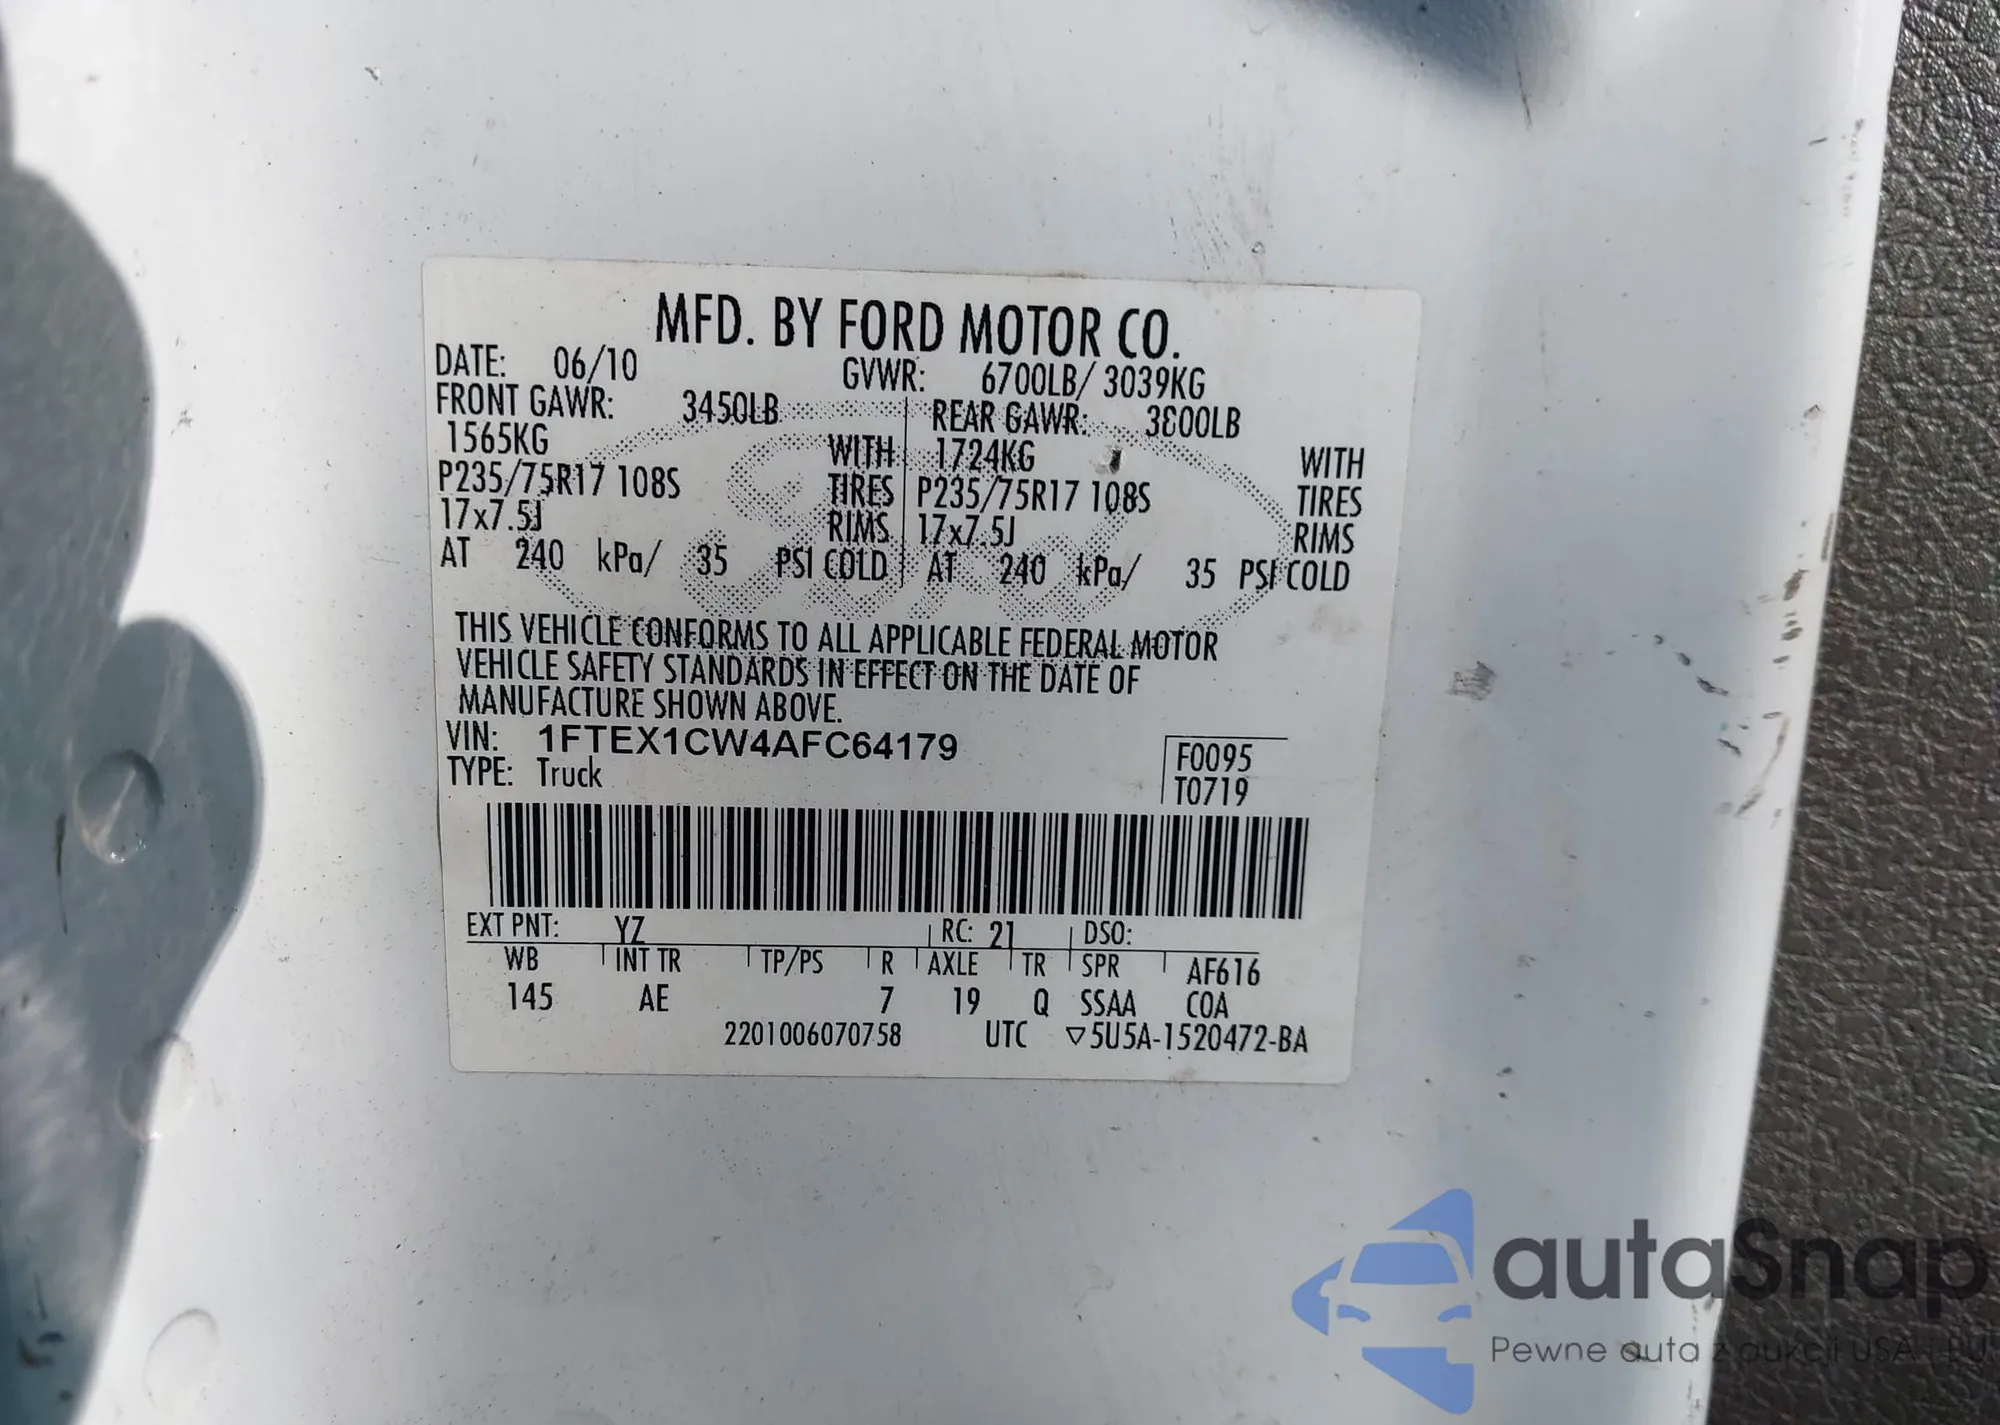 MFD. BY FORD MOTOR CO.
DATE: 06/10 GVWR: 6700LB/ 3039KG
FRONT GAWR: 3450LB REAR GAWR: 3800LB
1565KG WITH 1724KG WITH
P235/75R17 108S TIRES P235/75R17 108S TIRES
17x7.5J RIMS 17x7.5J RIMS
AT 240 kPa/ 35 PSI COLD AT 240 kPa/ 35 PSI COLD
THIS VEHICLE CONFORMS TO ALL APPLICABLE FEDERAL MOTOR
VEHICLE SAFETY STANDARDS IN EFFECT ON THE DATE OF
MANUFACTURE SHOWN ABOVE.
VIN: 1FTEX1CW4AFC64179
TYPE: Truck
F0095
T0719
EXT PNT: YZ RC: 21 DSO:
WB INT TR TP/PS R AXLE TR SPR AF616
145 AE 7 19 Q SSAA COA
2201006070758 UTC ▽5U5A-1520472-BA
autaSnap
Pewne auta z aukcji USA i